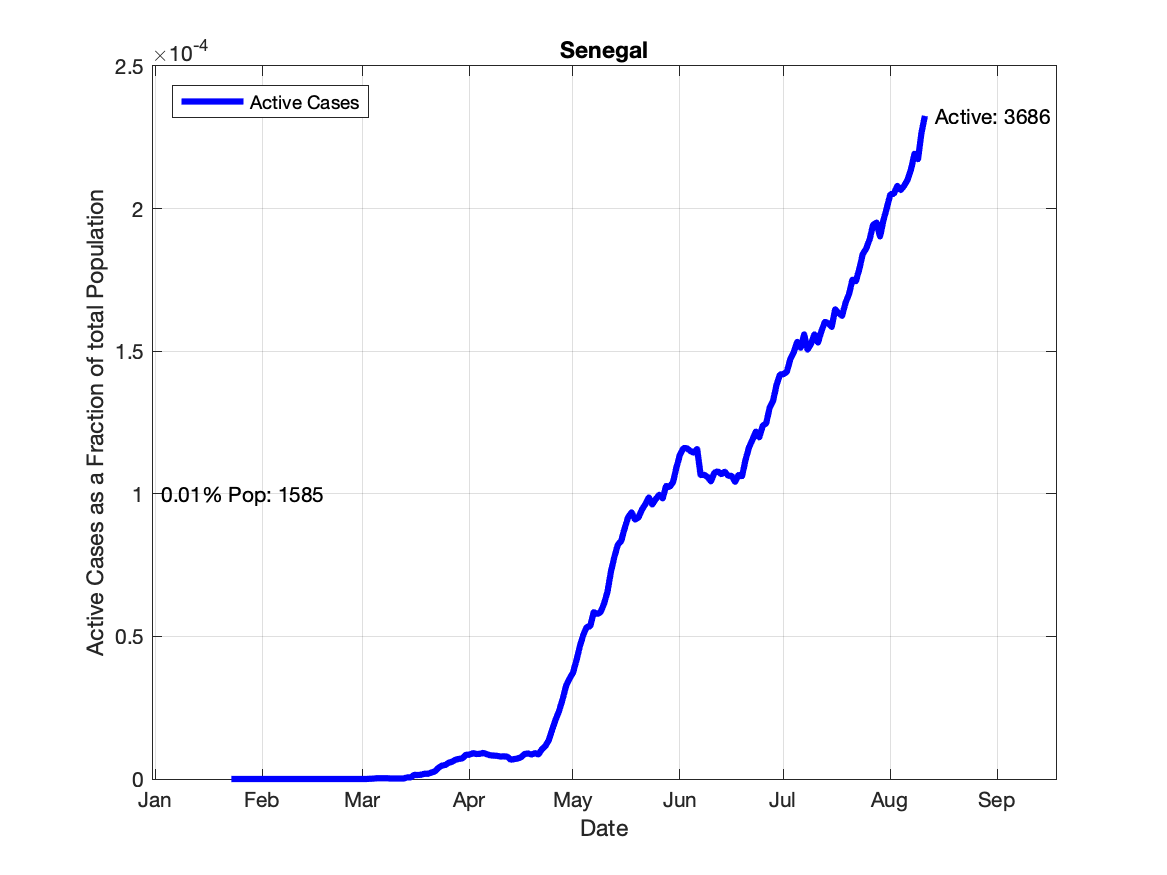 Senegal
×10-4
Active Cases
Active: 3686
0.01% Pop: 1585
2.5
2
1.5
1
0.5
0
Active Cases as a Fraction of total Population
Jan Feb Mar Apr May Jun Jul Aug Sep
Date